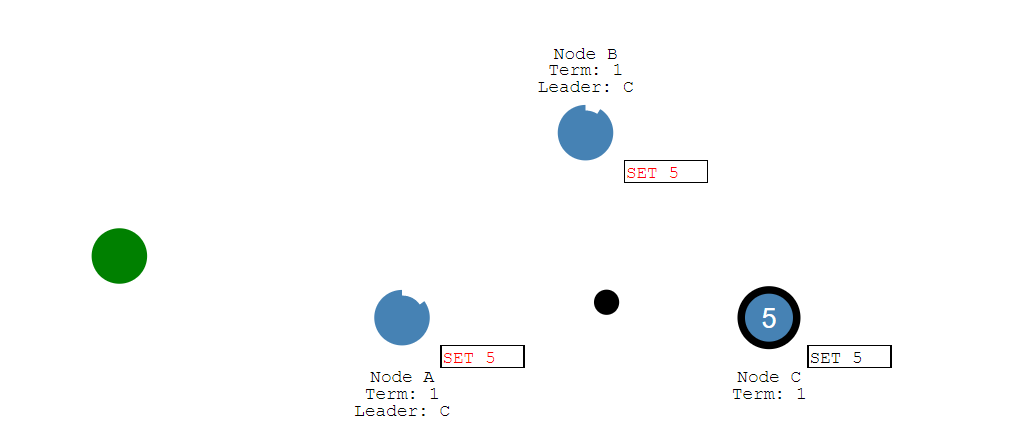 Node B
Term: 1
Leader: C
SET 5
5
SET 5
SET 5
Node A
Term: 1
Leader: C
Node C
Term: 1